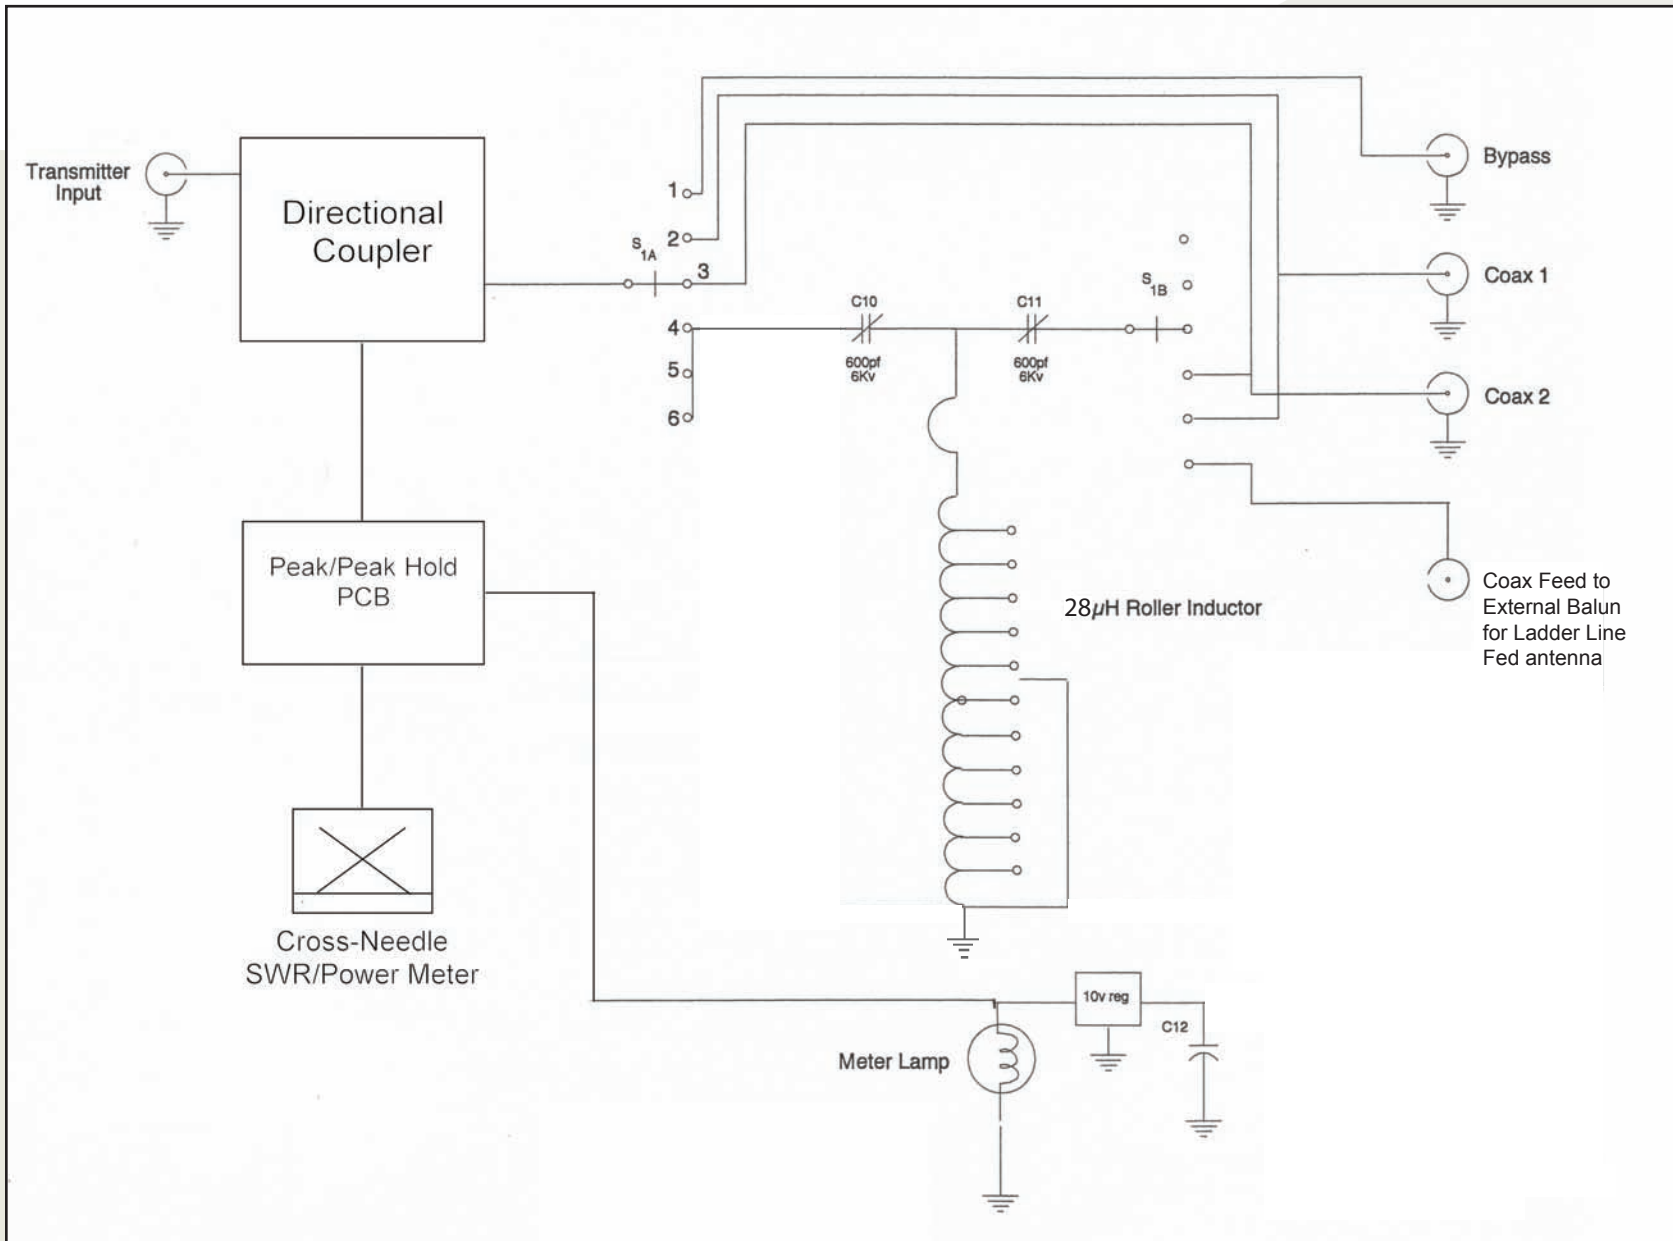 Transmitter
Input
Directional
Coupler
1
2
S1A
3
4
5
6
C10
600pf
6Kv
C11
600pf
6Kv
S1B
Bypass
Coax 1
Coax 2
Coax Feed to
External Balun
for Ladder Line
Fed antenna
28µH Roller Inductor
Peak/Peak Hold
PCB
Cross-Needle
SWR/Power Meter
Meter Lamp
10v reg
C12